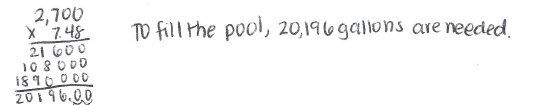 2,700
X 7.48
21 600
108 000
1890 000
20196.00
TO fill the pool, 20,196 gallons are needed.